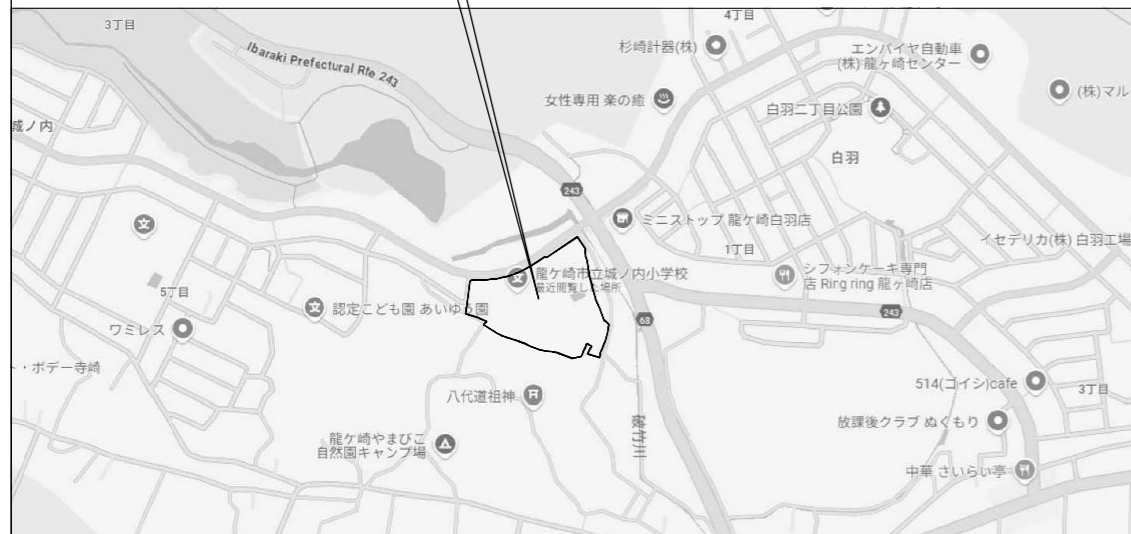 3丁目
4丁目
杉崎計器(株)
エンバイヤ自動車
(株) 龍ヶ崎センター
Ibaraki Prefectural Rte 243
女性専用 楽の癒
(株)マル
白羽二丁目公園
城ノ内
白羽
243
ミニストップ 龍ケ崎白羽店
1丁目
イセデリカ(株) 白羽工場
龍ケ崎市立城ノ内小学校
最近閲覧した場所
シフォンケーキ専門
店 Ring ring 龍ヶ崎店
5丁目
認定こども園 あいゆう園
243
68
ワミレス
ト・ボデー寺崎
八代道祖神
514(ゴイシ)cafe
3丁目
破竹川
放課後クラブ ぬくもり
龍ケ崎やまびこ
自然園キャンプ場
中華 さいらい亭